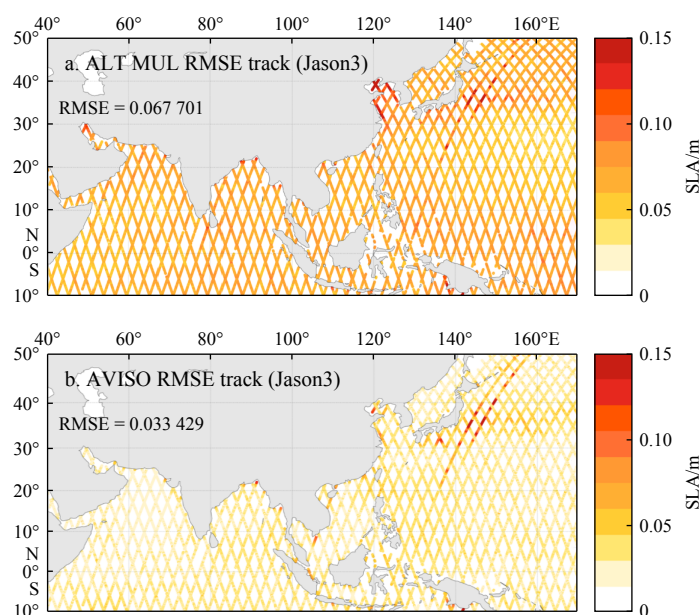 40 60 80 100 120 140 160°E
50°
a. ALT MUL RMSE track (Jason3)
40°
RMSE = 0.067 701
30°
20°
10°
N
0°
S
10°
0.15
0.10
0.05
0
SLA/m
40 60 80 100 120 140 160°E
50°
b. AVISO RMSE track (Jason3)
40°
RMSE = 0.033 429
30°
20°
10°
N
0°
S
10°
0.15
0.10
0.05
0
SLA/m